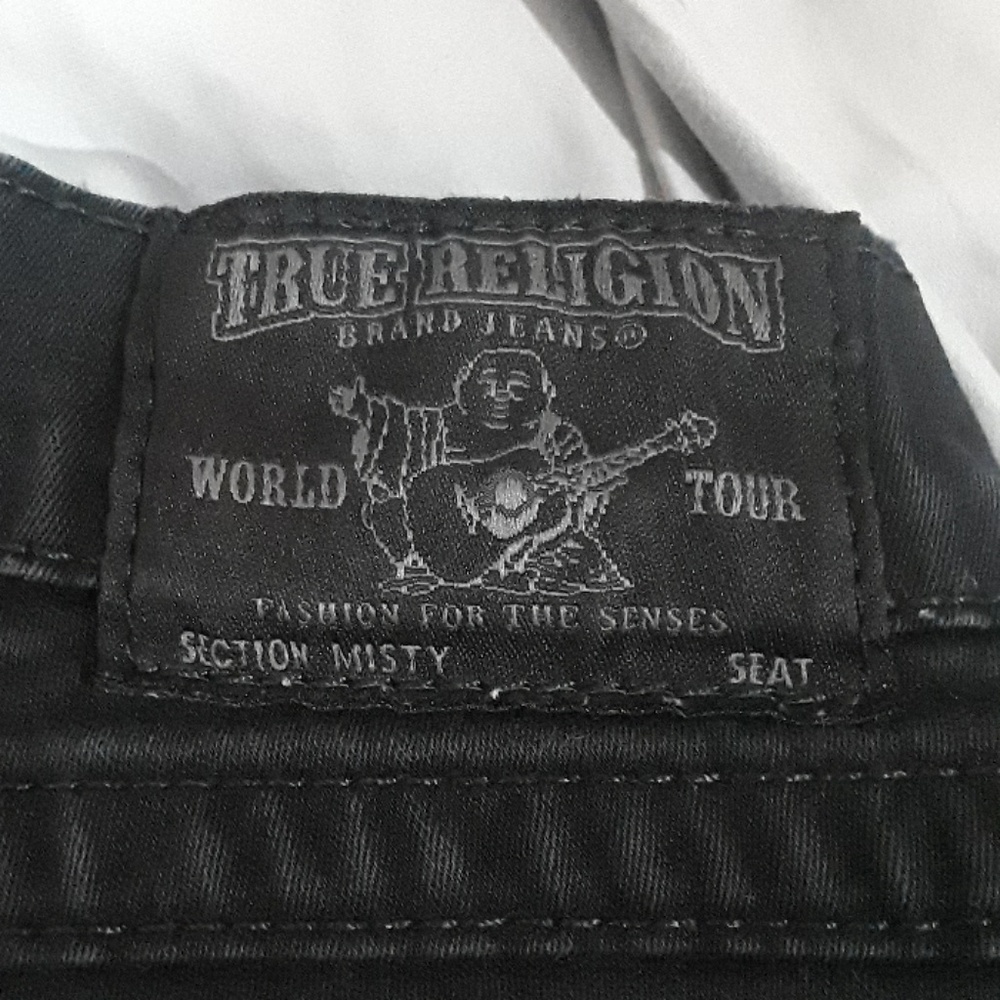 TRUE RELIGION
BRAND JEANS®
WORLD TOUR
FASHION FOR THE SENSES
SECTION MISTY SEAT